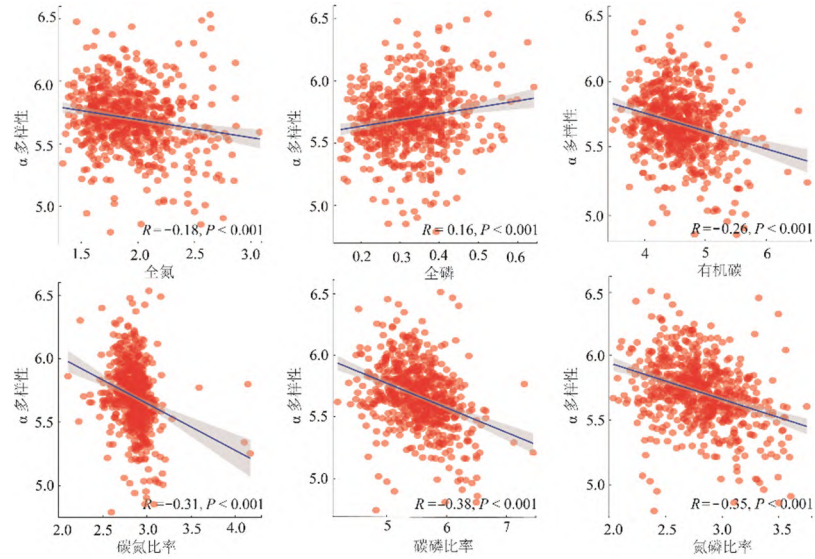 6.5
6.0
5.5
5.0
α 多样性
R=−0.18, P < 0.001
1.5 2.0 2.5 3.0
全氮
6.5
6.0
5.5
5.0
α 多样性
R= 0.16, P < 0.001
0.2 0.3 0.4 0.5 0.6
全磷
6.5
6.0
5.5
5.0
α 多样性
R=−0.26, P < 0.001
4 5 6
有机碳
6.5
6.0
5.5
5.0
α 多样性
R=−0.31, P < 0.001
2.0 2.5 3.0 3.5 4.0
碳氮比率
6.5
6.0
5.5
5.0
α 多样性
R=−0.38, P < 0.001
5 6 7
碳磷比率
6.5
6.0
5.5
5.0
α 多样性
R=−0.35, P < 0.001
2.0 2.5 3.0 3.5
氮磷比率